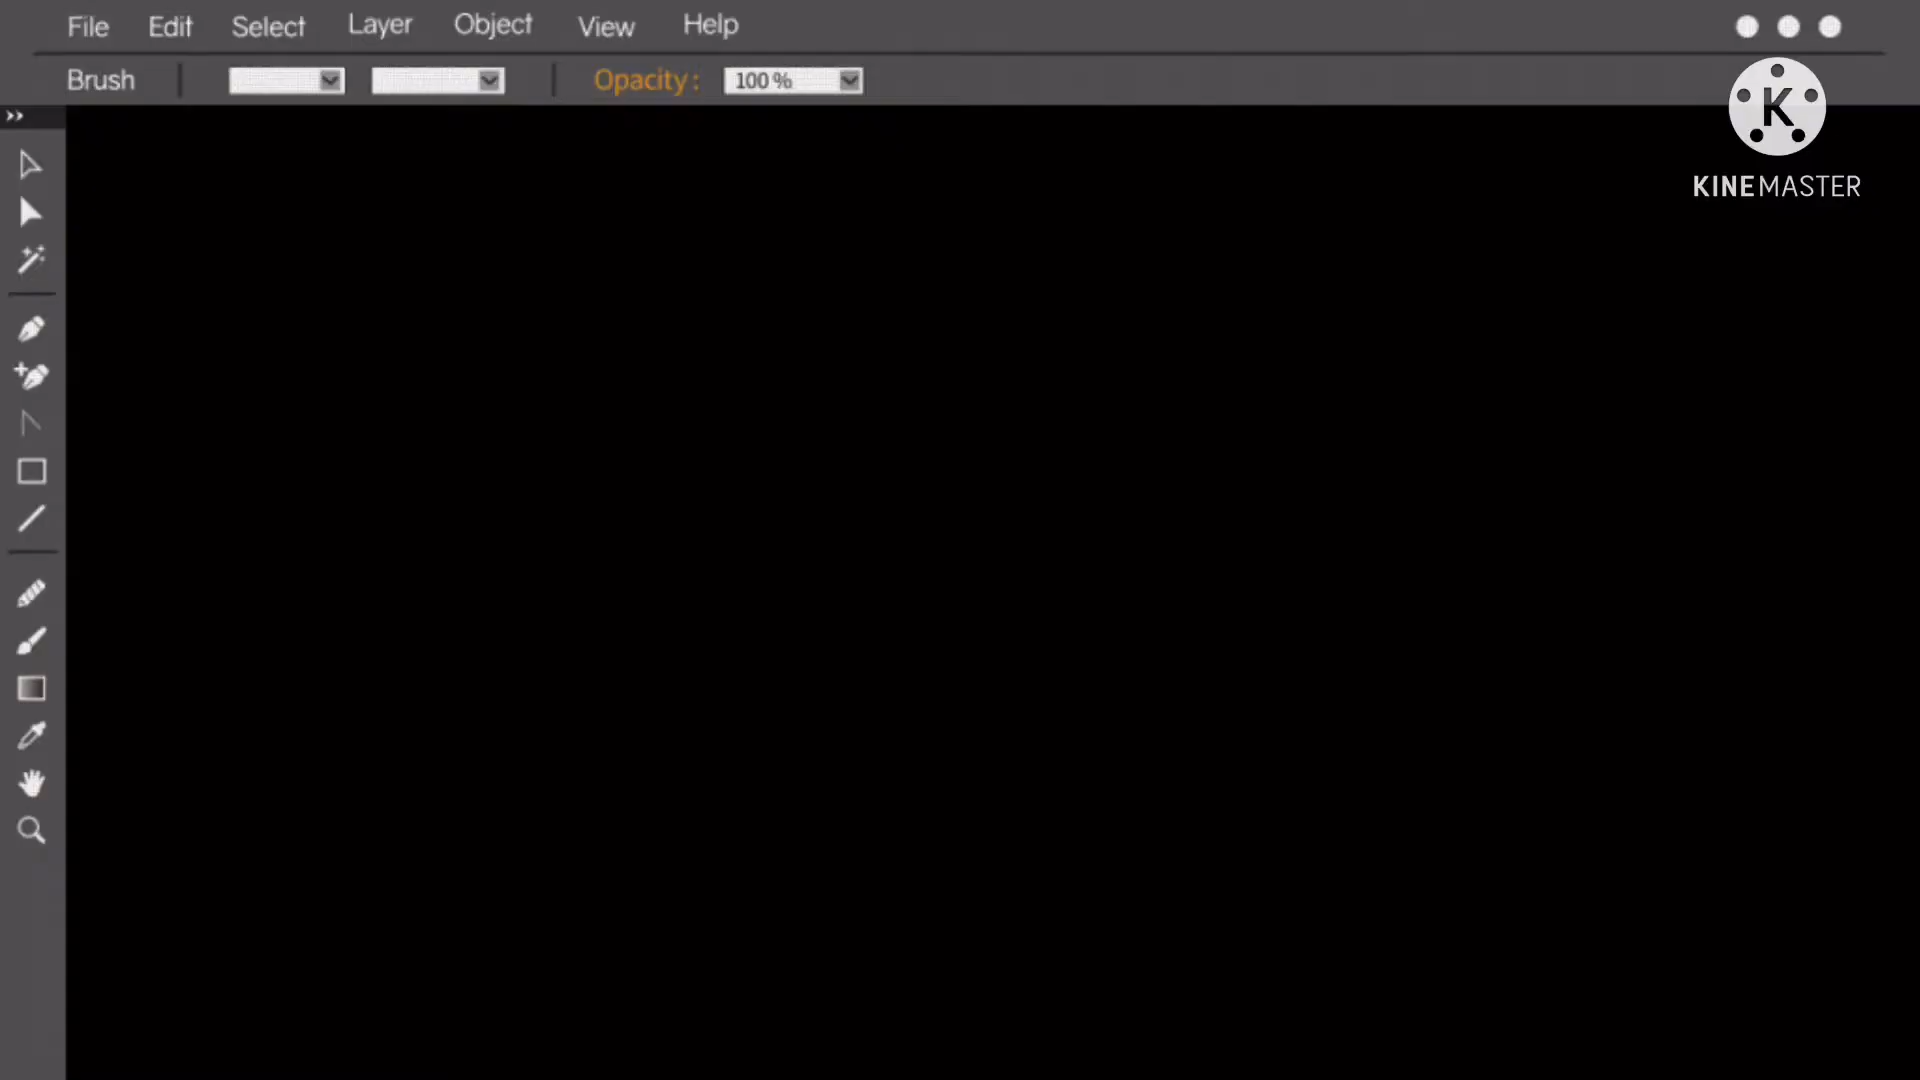 File Edit Select Layer Object View Help
Brush Opacity : 100 %
K
KINEMASTER